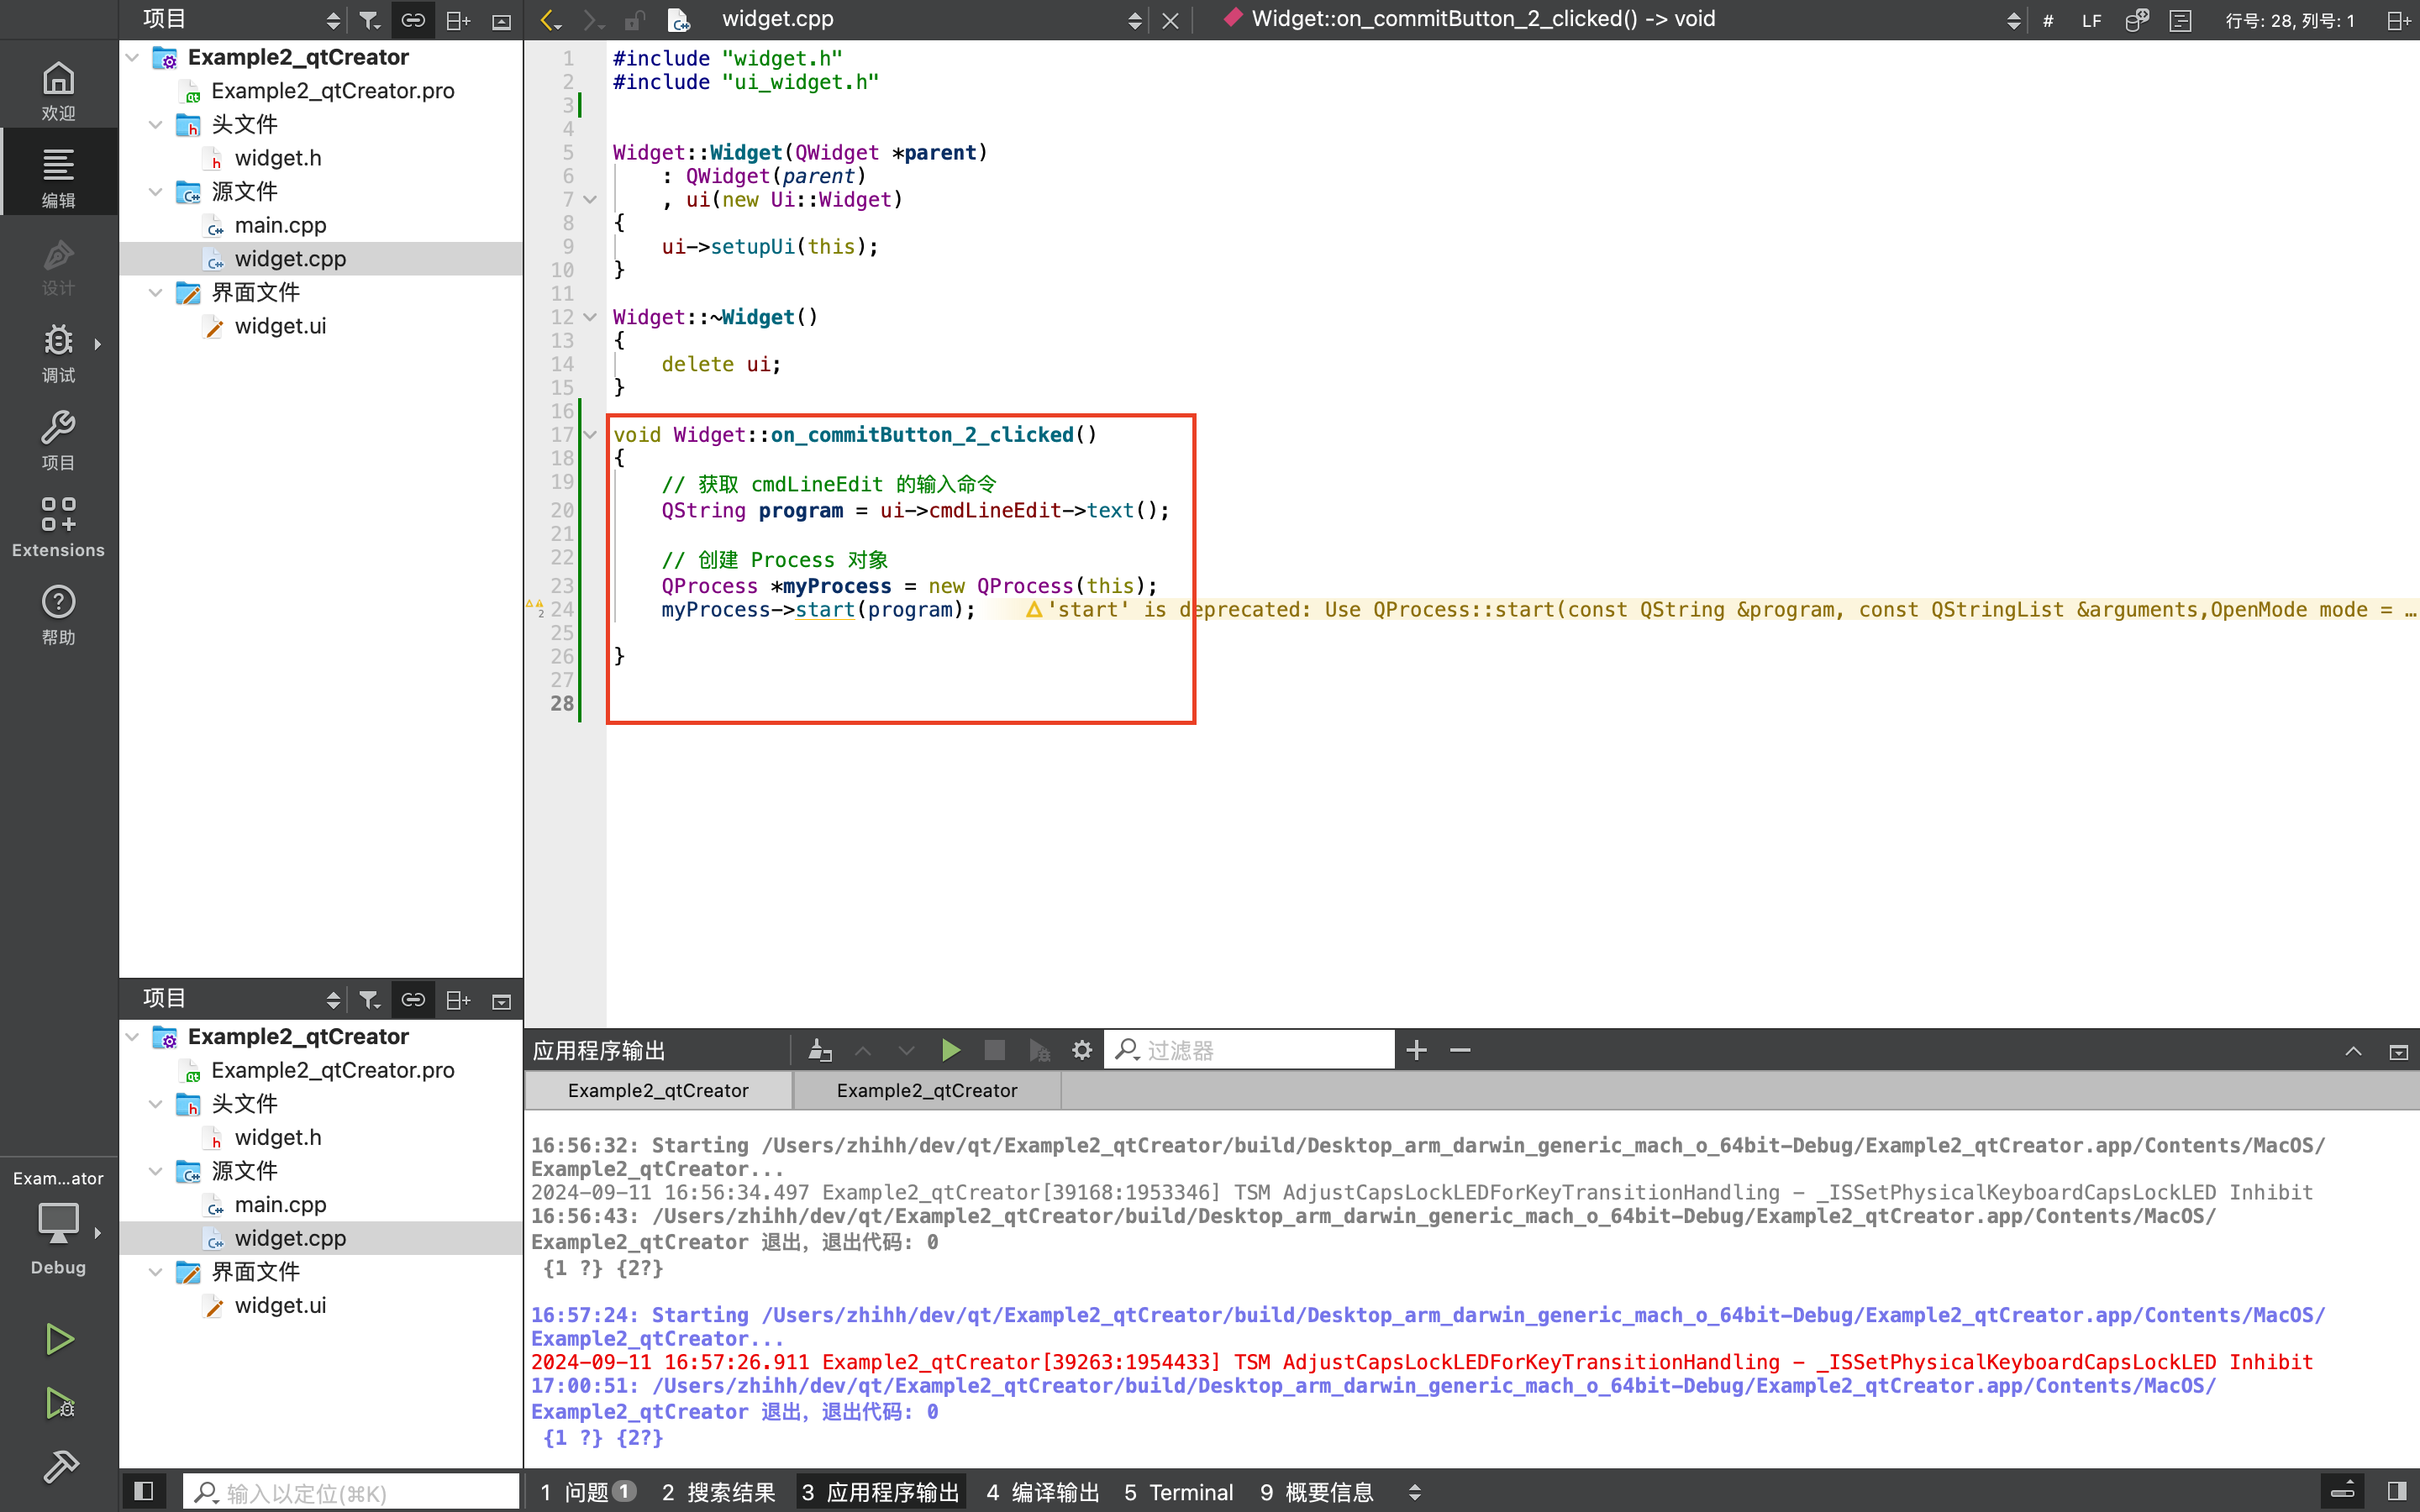 项目
widget.cpp
Widget::on_commitButton_2_clicked() -> void
#
LF
行号: 28, 列号: 1
欢迎
编辑
设计
调试
项目
Extensions
帮助
Exam...ator
Debug
Example2_qtCreator
Example2_qtCreator.pro
头文件
widget.h
源文件
main.cpp
widget.cpp
界面文件
widget.ui
1 #include "widget.h"
2 #include "ui_widget.h"
3
4
5 Widget::Widget(QWidget *parent)
6     : QWidget(parent)
7     , ui(new Ui::Widget)
8 {
9     ui->setupUi(this);
10 }
11
12 Widget::~Widget()
13 {
14     delete ui;
15 }
16
17 void Widget::on_commitButton_2_clicked()
18 {
19     // 获取 cmdLineEdit 的输入命令
20     QString program = ui->cmdLineEdit->text();
21
22     // 创建 Process 对象
23     QProcess *myProcess = new QProcess(this);
2 24     myProcess->start(program); 'start' is deprecated: Use QProcess::start(const QString &program, const QStringList &arguments,OpenMode mode = …
25
26 }
27
28
项目
Example2_qtCreator
Example2_qtCreator.pro
头文件
widget.h
源文件
main.cpp
widget.cpp
界面文件
widget.ui
应用程序输出
过滤器
Example2_qtCreator
Example2_qtCreator
16:56:32: Starting /Users/zhihh/dev/qt/Example2_qtCreator/build/Desktop_arm_darwin_generic_mach_o_64bit-Debug/Example2_qtCreator.app/Contents/MacOS/
Example2_qtCreator...
2024-09-11 16:56:34.497 Example2_qtCreator[39168:1953346] TSM AdjustCapsLockLEDForKeyTransitionHandling - _ISSetPhysicalKeyboardCapsLockLED Inhibit
16:56:43: /Users/zhihh/dev/qt/Example2_qtCreator/build/Desktop_arm_darwin_generic_mach_o_64bit-Debug/Example2_qtCreator.app/Contents/MacOS/
Example2_qtCreator 退出，退出代码: 0
{1 ?} {2?}
16:57:24: Starting /Users/zhihh/dev/qt/Example2_qtCreator/build/Desktop_arm_darwin_generic_mach_o_64bit-Debug/Example2_qtCreator.app/Contents/MacOS/
Example2_qtCreator...
2024-09-11 16:57:26.911 Example2_qtCreator[39263:1954433] TSM AdjustCapsLockLEDForKeyTransitionHandling - _ISSetPhysicalKeyboardCapsLockLED Inhibit
17:00:51: /Users/zhihh/dev/qt/Example2_qtCreator/build/Desktop_arm_darwin_generic_mach_o_64bit-Debug/Example2_qtCreator.app/Contents/MacOS/
Example2_qtCreator 退出，退出代码: 0
{1 ?} {2?}
输入以定位(⌘K)
1 问题 1
2 搜索结果
3 应用程序输出
4 编译输出
5 Terminal
9 概要信息